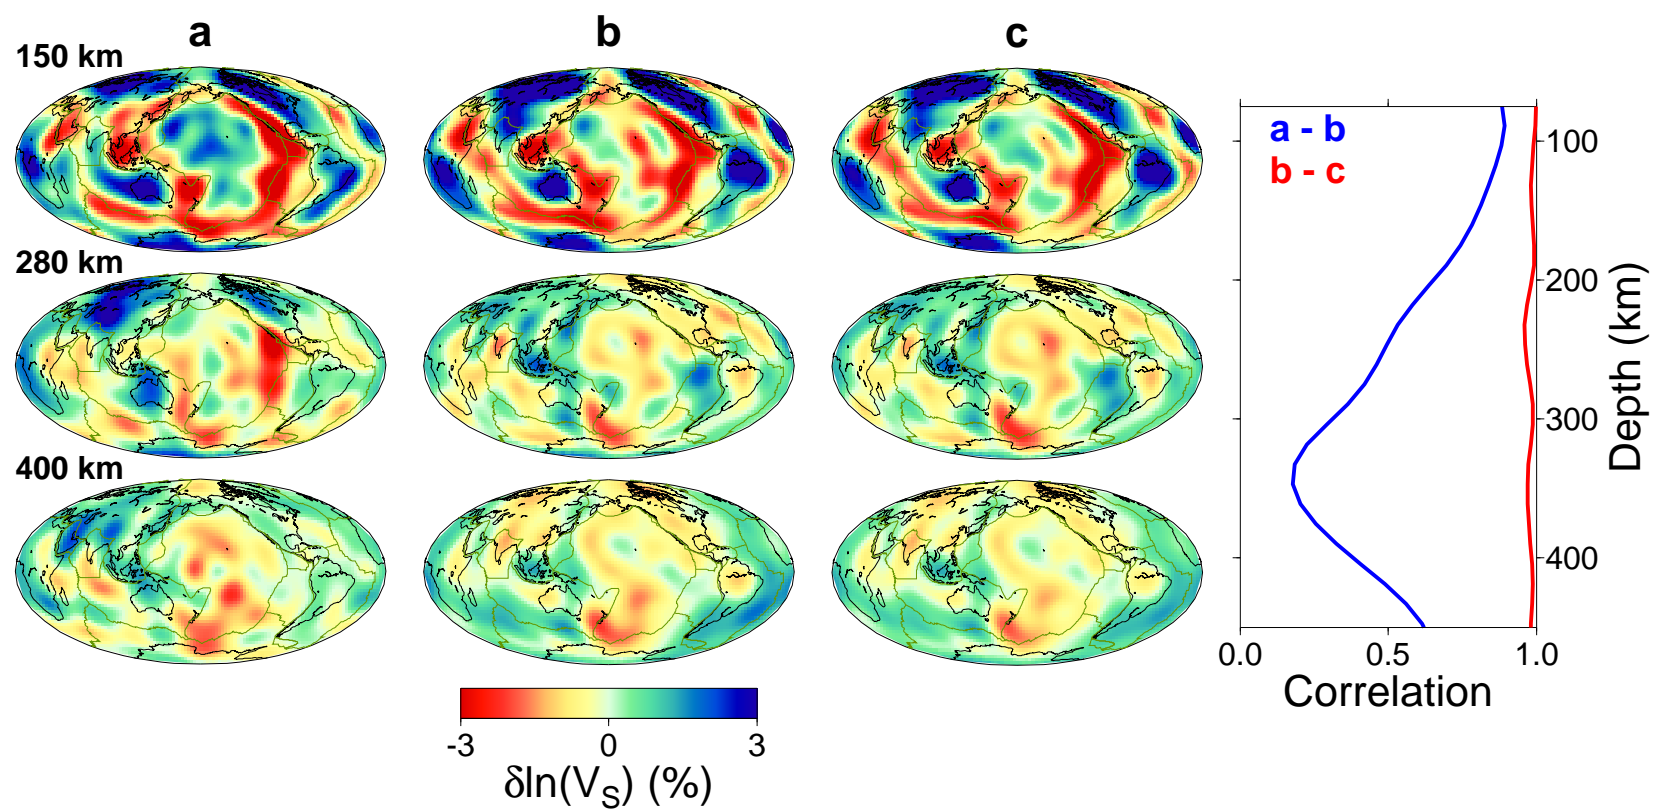 a
b
c
150 km
280 km
400 km
-3
0
3
δln(VS) (%)
a - b
b - c
100
200
300
400
Depth (km)
0.0
0.5
1.0
Correlation